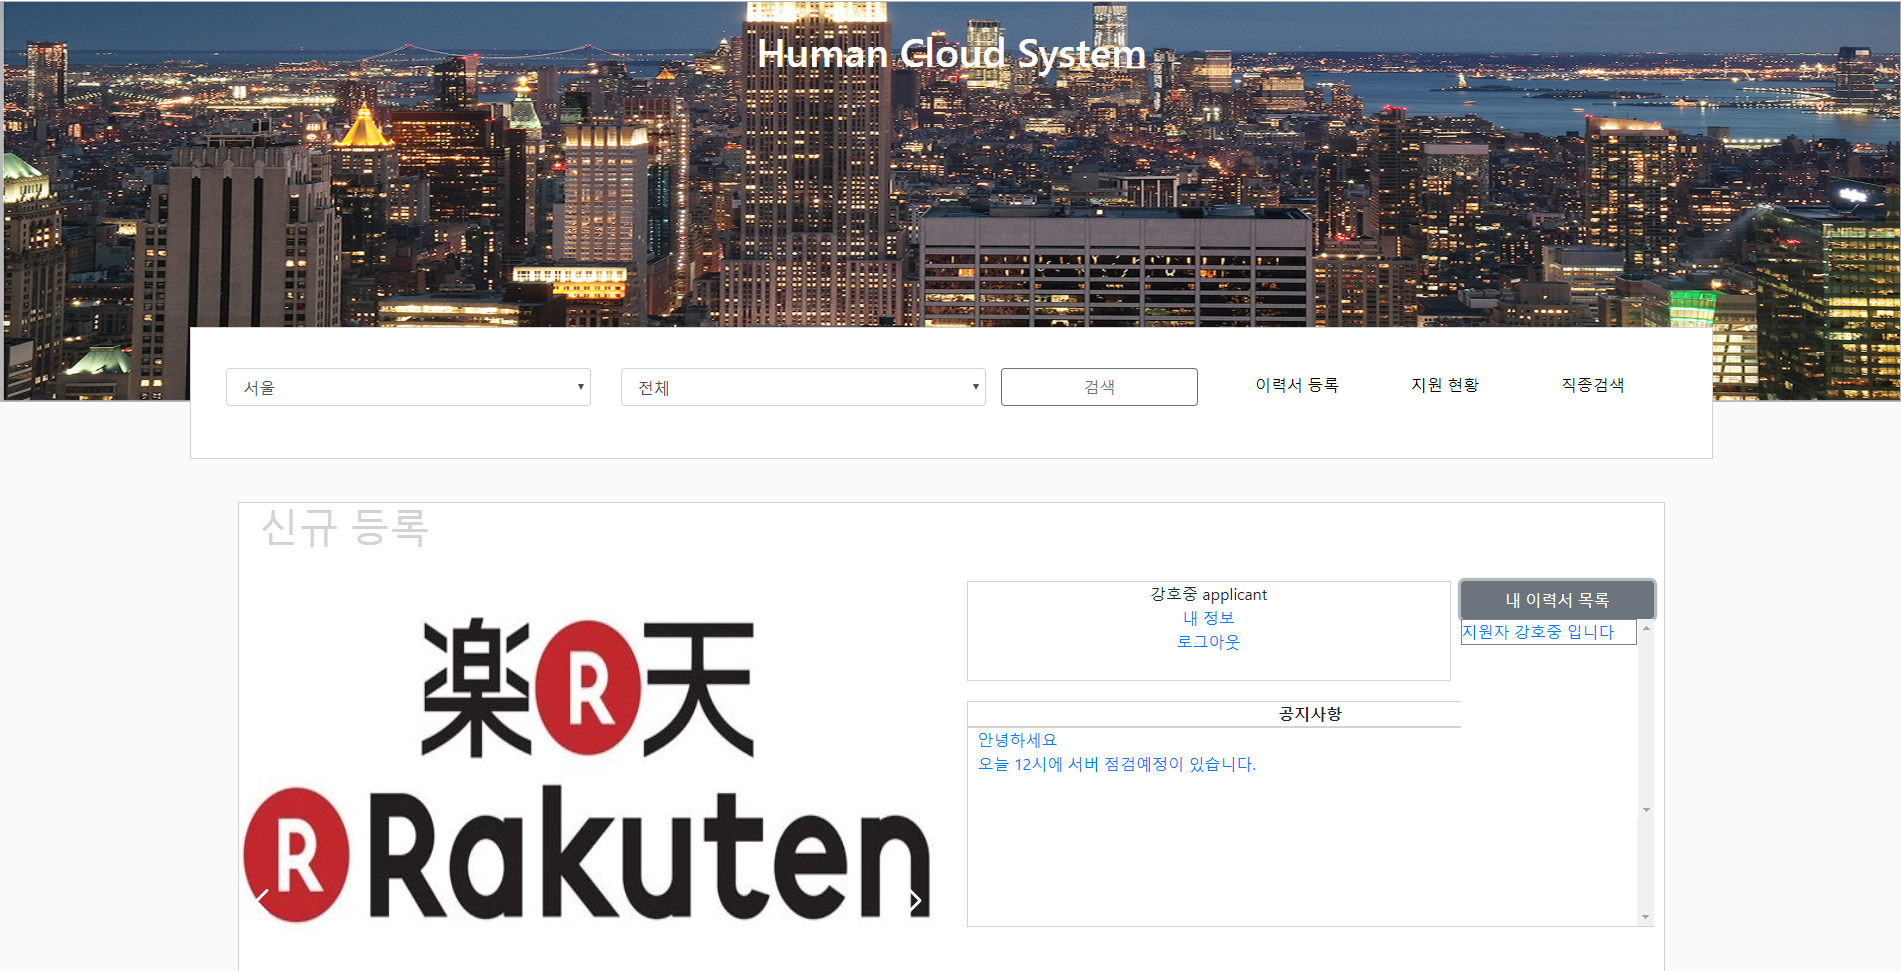 Human Cloud System
서울
전체
검색
이력서 등록
지원 현황
직종검색
신규 등록
楽R天
R Rakuten
강호중 applicant
내 정보
로그아웃
내 이력서 목록
지원자 강호중 입니다
공지사항
안녕하세요
오늘 12시에 서버 점검예정이 있습니다.